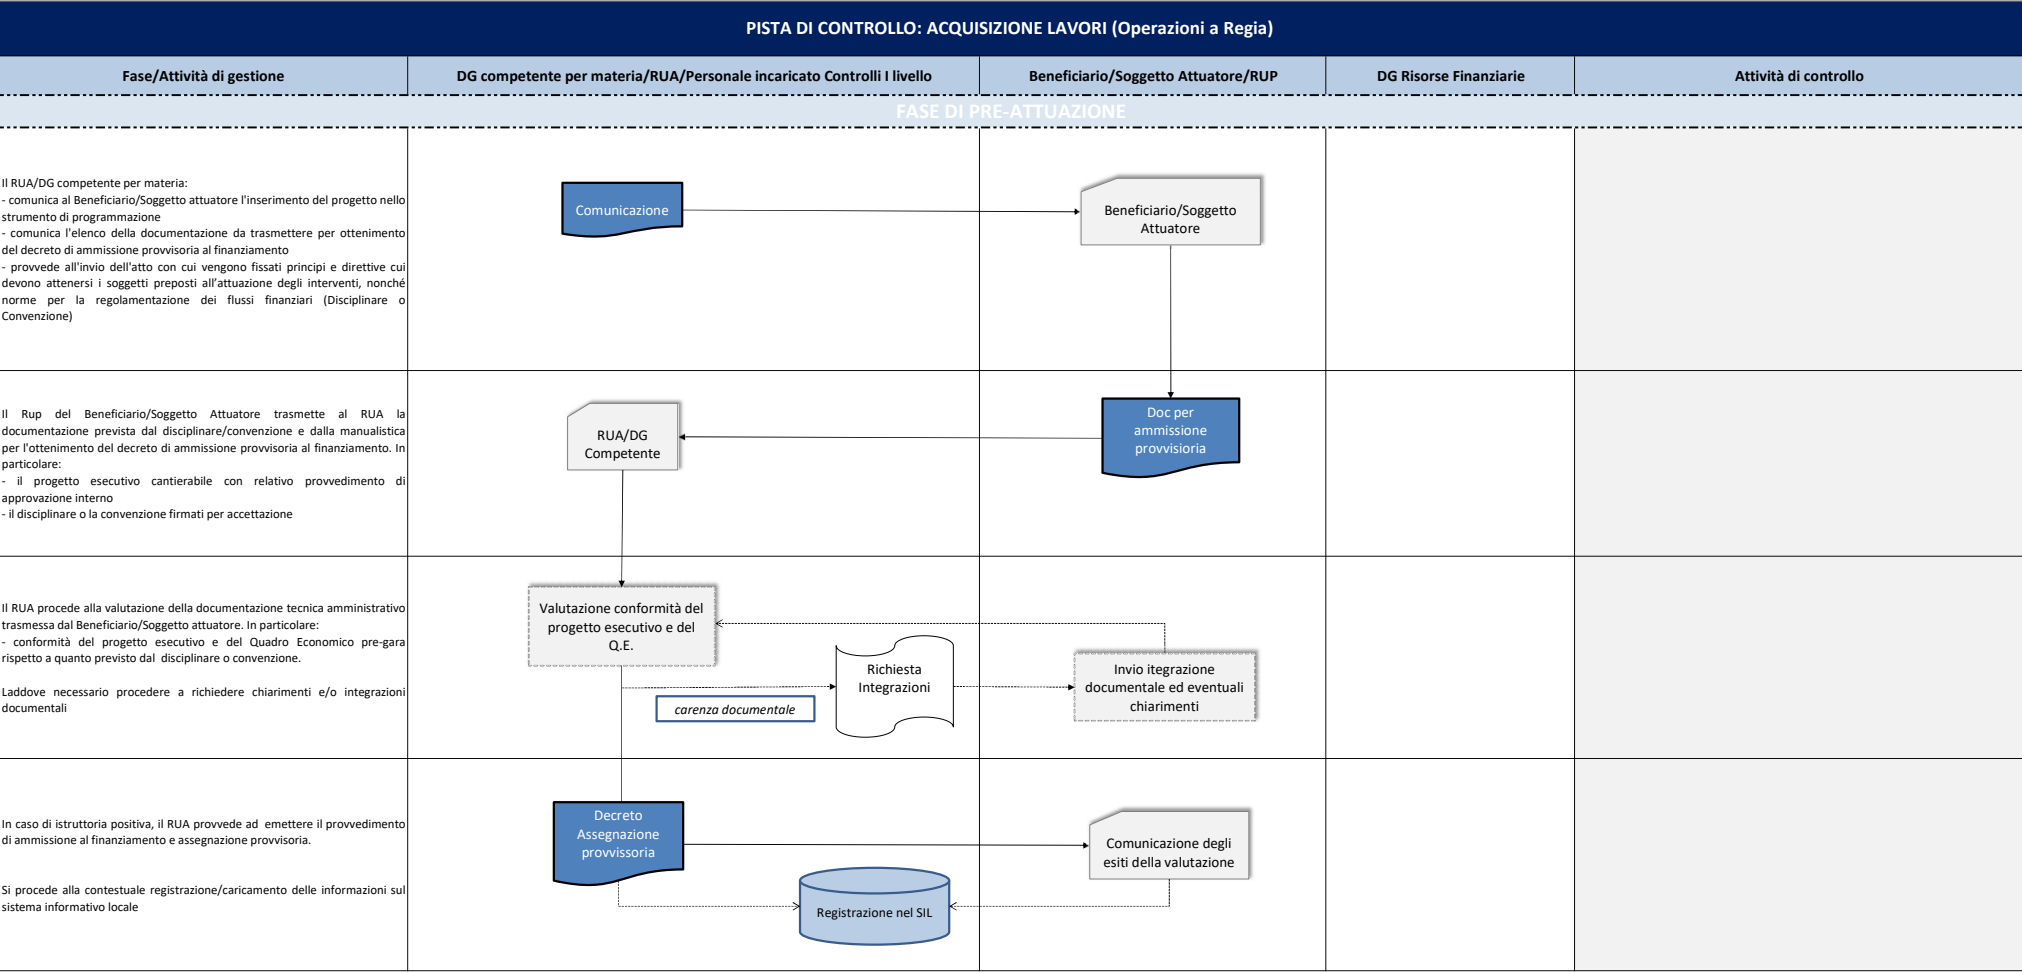 PISTA DI CONTROLLO: ACQUISIZIONE LAVORI (Operazioni a Regia)
Fase/Attività di gestione
DG competente per materia/RUA/Personale incaricato Controlli I livello
Beneficiario/Soggetto Attuatore/RUP
DG Risorse Finanziarie
Attività di controllo
FASE DI PRE-ATTUAZIONE
Il RUA/DG competente per materia:
- comunica al Beneficiario/Soggetto attuatore l'inserimento del progetto nello
strumento di programmazione
- comunica l'elenco della documentazione da trasmettere per ottenimento
del decreto di ammissione provvisoria al finanziamento
- provvede all'invio dell'atto con cui vengono fissati principi e direttive cui
devono attenersi i soggetti preposti all'attuazione degli interventi, nonché
norme per la regolamentazione dei flussi finanziari (Disciplinare o
Convenzione)
Comunicazione
Beneficiario/Soggetto
Attuatore
Il Rup del Beneficiario/Soggetto Attuatore trasmette al RUA la
documentazione prevista dal disciplinare/convenzione e dalla manualistica
per l'ottenimento del decreto di ammissione provvisoria al finanziamento. In
particolare:
- il progetto esecutivo cantierabile con relativo provvedimento di
approvazione interno
- il disciplinare o la convenzione firmati per accettazione
RUA/DG
Competente
Doc per
ammissione
provvisioria
Il RUA procede alla valutazione della documentazione tecnica amministrativo
trasmessa dal Beneficiario/Soggetto attuatore. In particolare:
- conformità del progetto esecutivo e del Quadro Economico pre-gara
rispetto a quanto previsto dal disciplinare o convenzione.
Laddove necessario procedere a richiedere chiarimenti e/o integrazioni
documentali
Valutazione conformità del
progetto esecutivo e del
Q.E.
carenza documentale
Richiesta
Integrazioni
Invio itegrazione
documentale ed eventuali
chiarimenti
In caso di istruttoria positiva, il RUA provvede ad emettere il provvedimento
di ammissione al finanziamento e assegnazione provvisoria.
Si procede alla contestuale registrazione/caricamento delle informazioni sul
sistema informativo locale
Decreto
Assegnazione
provvissoria
Registrazione nel SIL
Comunicazione degli
esiti della valutazione